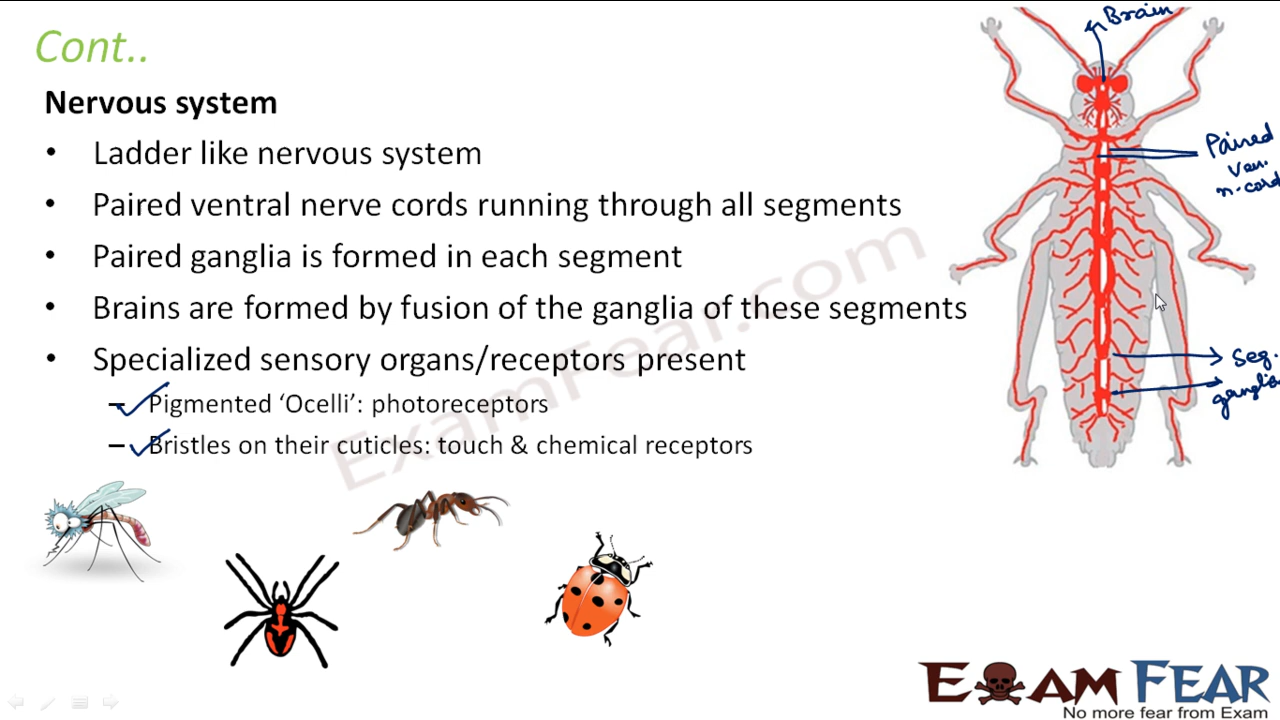 Cont..
Brain
Nervous system
• Ladder like nervous system
Paired
ven.
n-cord
• Paired ventral nerve cords running through all segments
• Paired ganglia is formed in each segment
• Brains are formed by fusion of the ganglia of these segments
• Specialized sensory organs/receptors present
Seg.
ganglia
– Pigmented ‘Ocelli’: photoreceptors
– Bristles on their cuticles: touch & chemical receptors
ExamFear.com
EXAM FEAR
No more fear from Exam